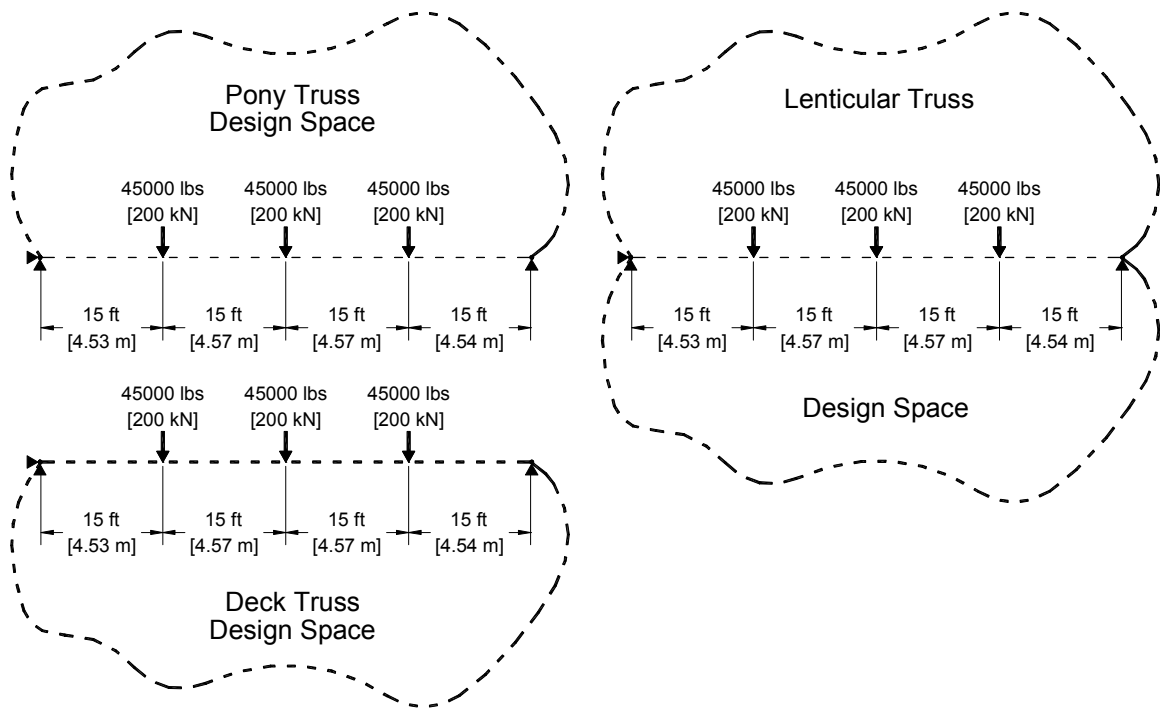 Pony Truss
Design Space
45000 lbs 45000 lbs 45000 lbs
[200 kN] [200 kN] [200 kN]
15 ft 15 ft 15 ft 15 ft
[4.53 m] [4.57 m] [4.57 m] [4.54 m]
45000 lbs 45000 lbs 45000 lbs
[200 kN] [200 kN] [200 kN]
15 ft 15 ft 15 ft 15 ft
[4.53 m] [4.57 m] [4.57 m] [4.54 m]
Deck Truss
Design Space
Lenticular Truss
45000 lbs 45000 lbs 45000 lbs
[200 kN] [200 kN] [200 kN]
15 ft 15 ft 15 ft 15 ft
[4.53 m] [4.57 m] [4.57 m] [4.54 m]
Design Space